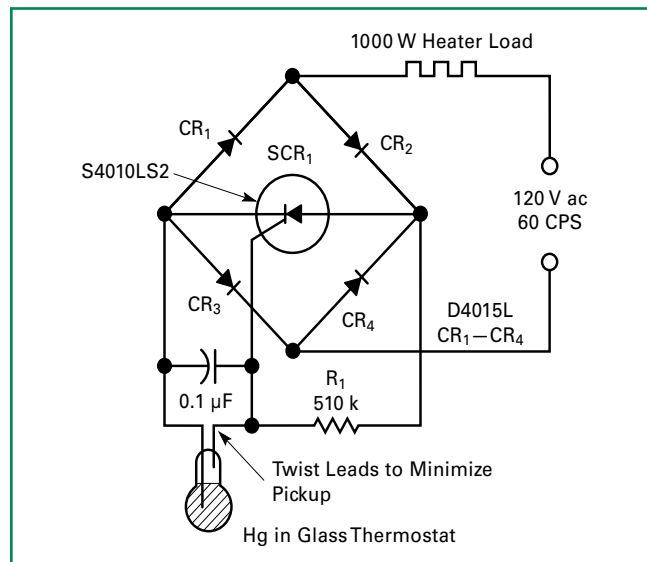 1000 W Heater Load
CR1
CR2
SCR1
S4010LS2
120 V ac
60 CPS
CR3
CR4
D4015L
CR1—CR4
R1
510 k
0.1 μF
Twist Leads to Minimize
Pickup
Hg in Glass Thermostat